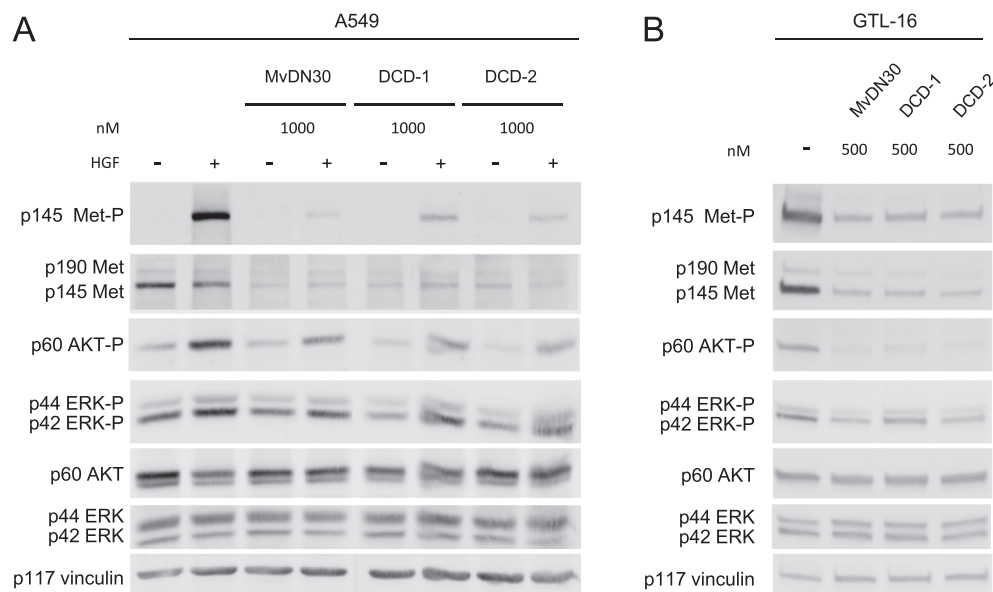 A
A549
MvDN30 DCD-1 DCD-2
nM 1000 1000 1000
HGF - + - + - + - +
p145 Met-P
p190 Met
p145 Met
p60 AKT-P
p44 ERK-P
p42 ERK-P
p60 AKT
p44 ERK
p42 ERK
p117 vinculin
B
GTL-16
MvDN30 DCD-1 DCD-2
nM - 500 500 500
p145 Met-P
p190 Met
p145 Met
p60 AKT-P
p44 ERK-P
p42 ERK-P
p60 AKT
p44 ERK
p42 ERK
p117 vinculin